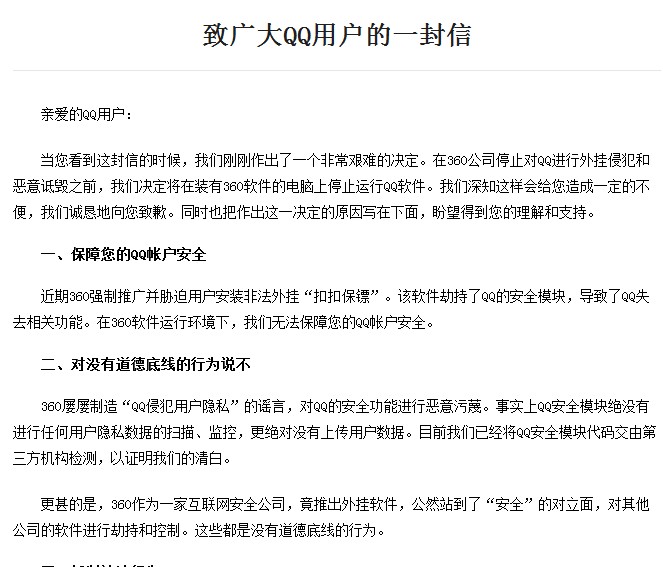 致广大QQ用户的一封信
亲爱的QQ用户：
当您看到这封信的时候，我们刚刚作出了一个非常艰难的决定。在360公司停止对QQ进行外挂侵犯和
恶意诋毁之前，我们决定将在装有360软件的电脑上停止运行QQ软件。我们深知这样会给您造成一定的不
便，我们诚恳地向您致歉。同时也把作出这一决定的原因写在下面，盼望得到您的理解和支持。
一、保障您的QQ帐户安全
近期360强制推广并胁迫用户安装非法外挂“扣扣保镖”。该软件劫持了QQ的安全模块，导致了QQ失
去相关功能。在360软件运行环境下，我们无法保障您的QQ帐户安全。
二、对没有道德底线的行为说不
360屡屡制造“QQ侵犯用户隐私”的谣言，对QQ的安全功能进行恶意污蔑。事实上QQ安全模块绝没有
进行任何用户隐私数据的扫描、监控，更绝对没有上传用户数据。目前我们已经将QQ安全模块代码交由第
三方机构检测，以证明我们的清白。
更甚的是，360作为一家互联网安全公司，竟推出外挂软件，公然站到了“安全”的对立面，对其他
公司的软件进行劫持和控制。这些都是没有道德底线的行为。